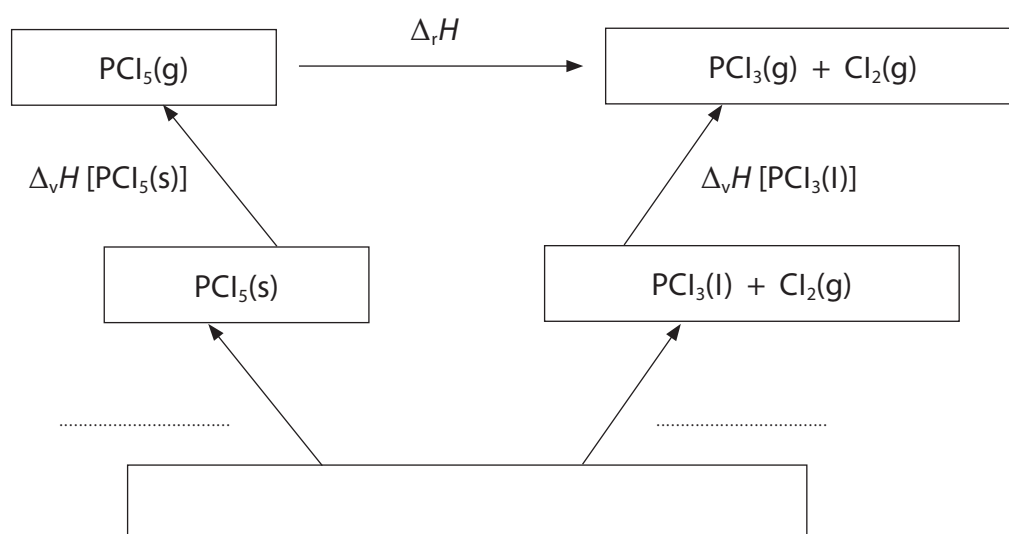 ΔᵣH
PCl₅(g)
PCl₃(g) + Cl₂(g)
ΔᵥH [PCl₅(s)]
ΔᵥH [PCl₃(l)]
PCl₅(s)
PCl₃(l) + Cl₂(g)